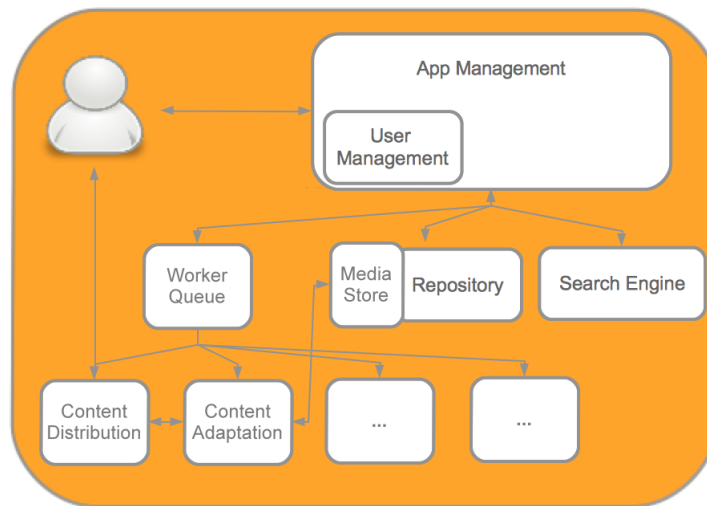 App Management
User
Management
Worker
Queue
Media
Store
Repository
Search Engine
Content
Distribution
Content
Adaptation
...
...